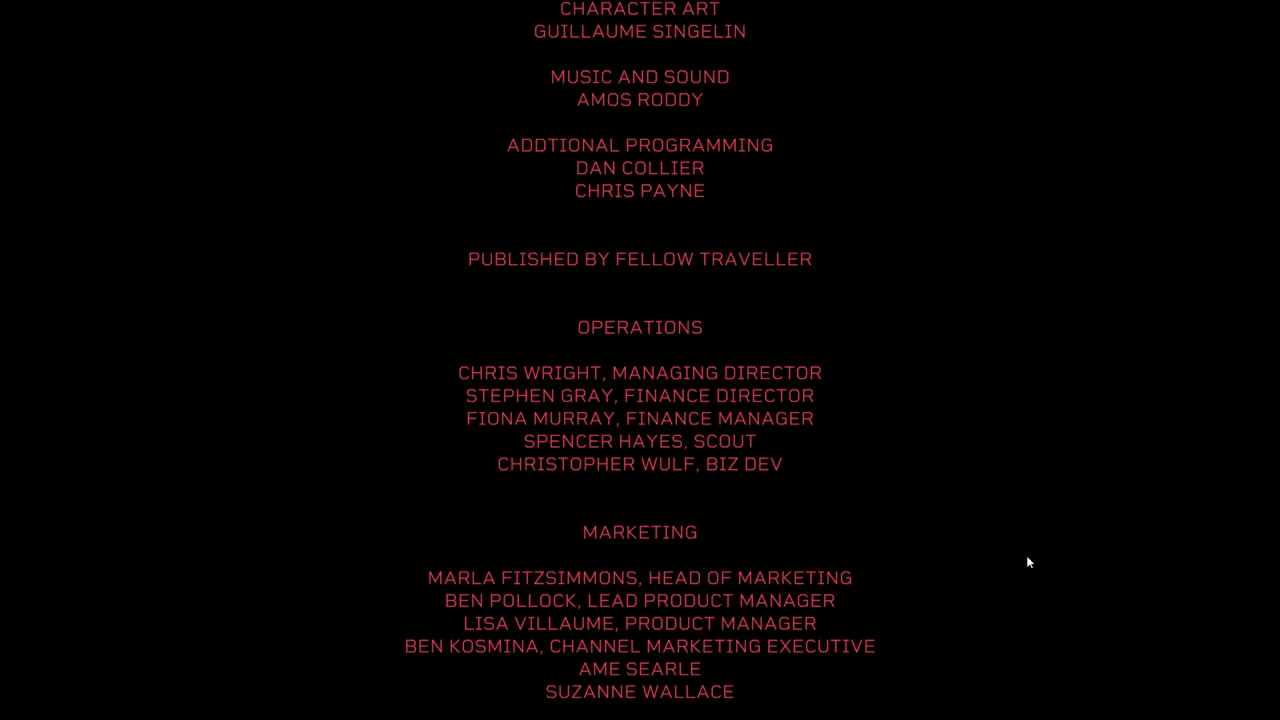 CHARACTER ART
GUILLAUME SINGELIN
MUSIC AND SOUND
AMOS RODDY
ADDTIONAL PROGRAMMING
DAN COLLIER
CHRIS PAYNE
PUBLISHED BY FELLOW TRAVELLER
OPERATIONS
CHRIS WRIGHT, MANAGING DIRECTOR
STEPHEN GRAY, FINANCE DIRECTOR
FIONA MURRAY, FINANCE MANAGER
SPENCER HAYES, SCOUT
CHRISTOPHER WULF, BIZ DEV
MARKETING
MARLA FITZSIMMONS, HEAD OF MARKETING
BEN POLLOCK, LEAD PRODUCT MANAGER
LISA VILLAUME, PRODUCT MANAGER
BEN KOSMINA, CHANNEL MARKETING EXECUTIVE
AME SEARLE
SUZANNE WALLACE